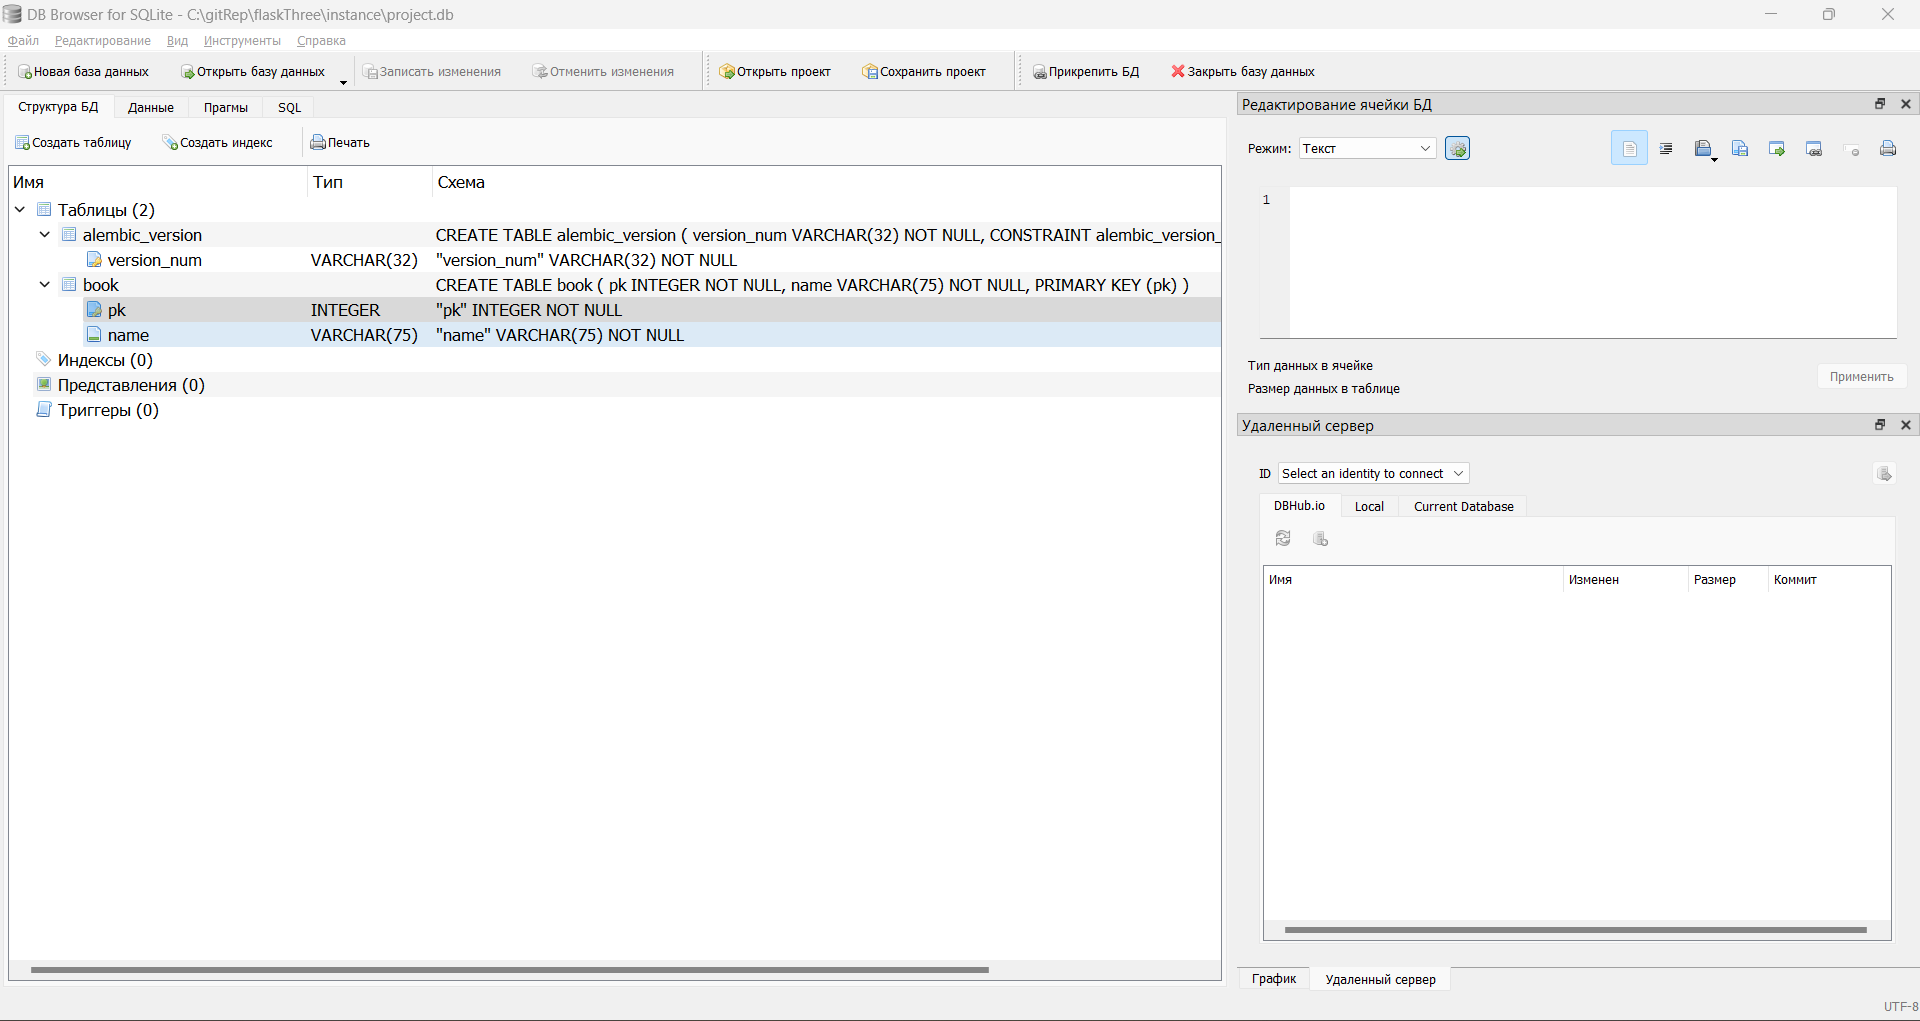 DB Browser for SQLite - C:\gitRep\flaskThree\instance\project.db
Файл Редактирование Вид Инструменты Справка
Новая база данных Открыть базу данных Записать изменения Отменить изменения Открыть проект Сохранить проект Прикрепить БД Закрыть базу данных
Структура БД Данные Прагмы SQL
Создать таблицу Создать индекс Печать
Имя Тип Схема
Таблицы (2)
alembic_version CREATE TABLE alembic_version ( version_num VARCHAR(32) NOT NULL, CONSTRAINT alembic_version_
version_num VARCHAR(32) "version_num" VARCHAR(32) NOT NULL
book CREATE TABLE book ( pk INTEGER NOT NULL, name VARCHAR(75) NOT NULL, PRIMARY KEY (pk) )
pk INTEGER "pk" INTEGER NOT NULL
name VARCHAR(75) "name" VARCHAR(75) NOT NULL
Индексы (0)
Представления (0)
Триггеры (0)
Редактирование ячейки БД
Режим: Текст
1
Тип данных в ячейке
Размер данных в таблице
Применить
Удаленный сервер
ID Select an identity to connect
DBHub.io Local Current Database
Имя Изменен Размер Коммит
График Удаленный сервер
UTF-8